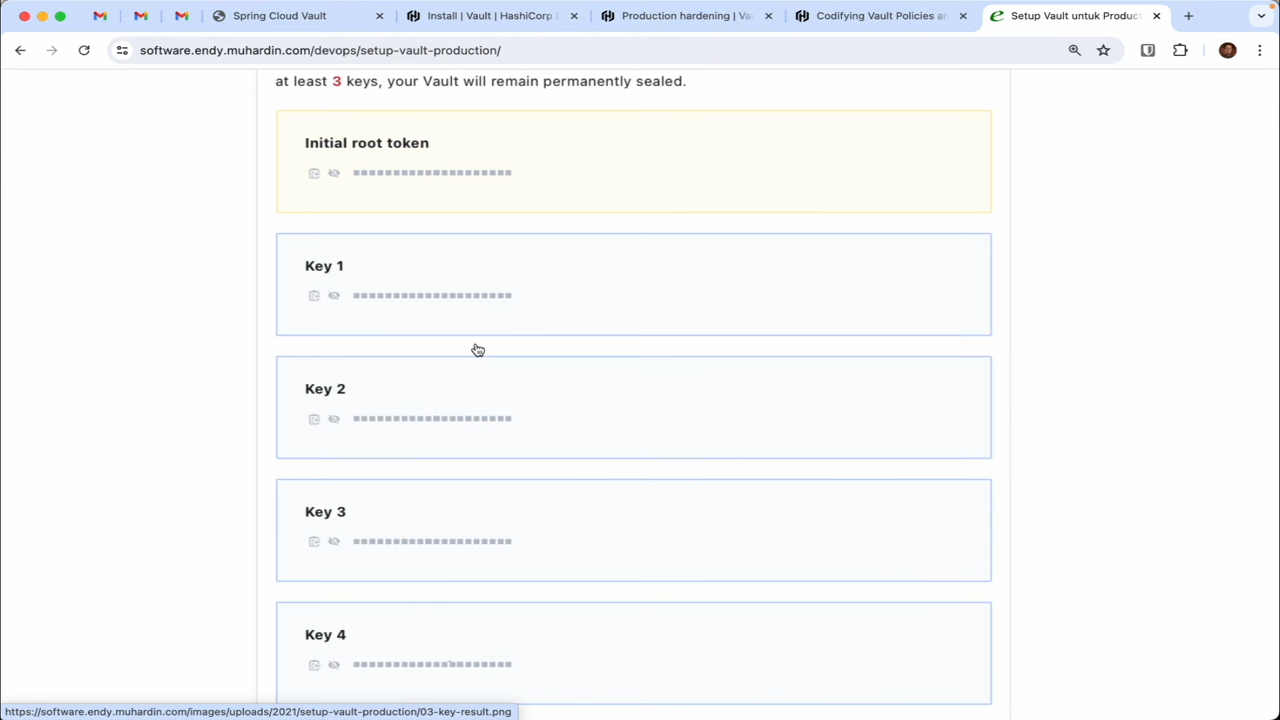 Spring Cloud Vault
Install | Vault | HashiCorp D
Production hardening | Va
Codifying Vault Policies an
Setup Vault untuk Product
software.endy.muhardin.com/devops/setup-vault-production/
at least 3 keys, your Vault will remain permanently sealed.
Initial root token
Key 1
Key 2
Key 3
Key 4
https://software.endy.muhardin.com/images/uploads/2021/setup-vault-production/03-key-result.png